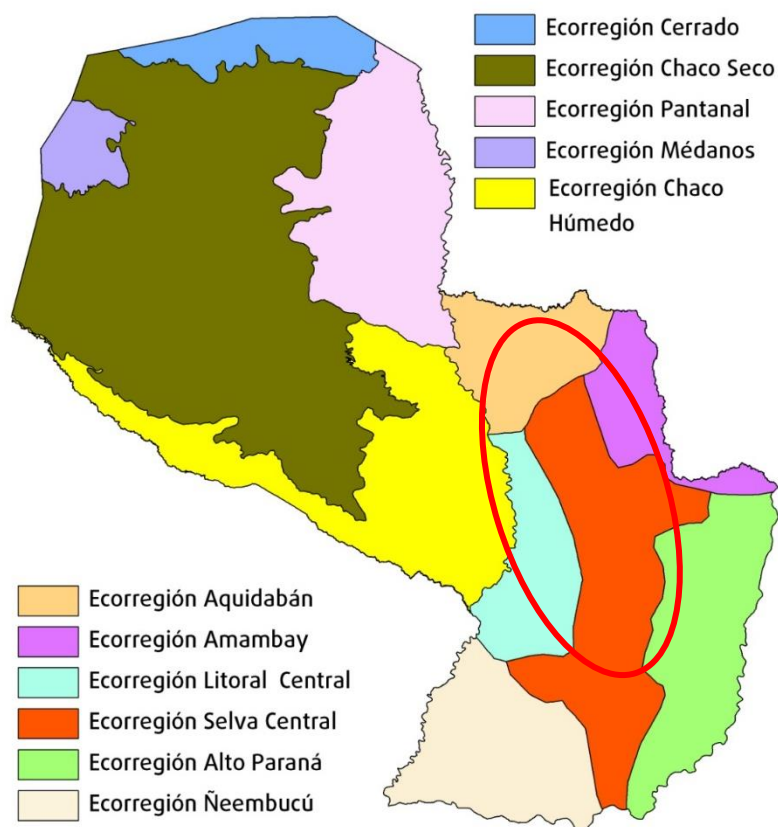 Ecorregión Cerrado
Ecorregión Chaco Seco
Ecorregión Pantanal
Ecorregión Médanos
Ecorregión Chaco
Húmedo
Ecorregión Aquidabán
Ecorregión Amambay
Ecorregión Litoral Central
Ecorregión Selva Central
Ecorregión Alto Paraná
Ecorregión Ñeembucú